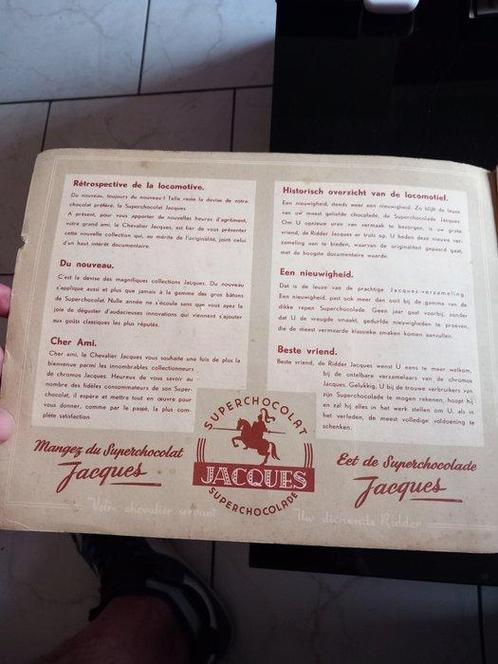 Rétrospective de la locomotive.
Du nouveau, toujours du nouveau ! Telle reste la devise de notre
chocolat préféré, la Superchocolat Jacques.
A présent, pour vous apporter de nouvelles heures d'agrément,
votre grand ami, le Chevalier Jacques, est fier de vous présenter
cette nouvelle collection qui, au mérite de l'originalité, joint celui
d'un haut intérêt documentaire.
Du nouveau.
C'est la devise des magnifiques collections Jacques. Du nouveau
s'applique aussi et plus que jamais à la gamme des gros bâtons
de Superchocolat. Nulle année ne s'écoule sans que vous ayez la
joie de déguster d'audacieuses innovations qui viennent s'ajouter
aux goûts classiques les plus réputés.
Cher Ami.
Cher ami, le Chevalier Jacques vous souhaite une fois de plus la
bienvenue parmi les innombrables collectionneurs
de chromos Jacques. Heureux de vous savoir au
nombre des fidèles consommateurs de son Super-
chocolat, il espère et mettra tout en œuvre pour
vous donner, comme par le passé, la plus com-
plète satisfaction.
Mangez du Superchocolat
Jacques
Votre chevalier servant
SUPERCHOCOLAT
JACQUES
SUPERCHOCOLADE
Historisch overzicht van de locomotief.
Een nieuwigheid, steeds weer een nieuwigheid. Zo blijft de leuze
van uw meest geliefde chocolade, de Superchocolade Jacques
Om U opnieuw uren van vermaak te bezorgen, is uw grote
vriend, de Ridder Jacques er trots op, U heden deze nieuwe ver-
zameling aan te bieden, waarvan de originaliteit gepaard gaat,
met de hoogste documentaire waarde.
Een nieuwigheid.
Dat is de leuze van de prachtige Jacques-verzameling.
Een nieuwigheid, past ook meer dan ooit bij de gamma van de
dikke repen Superchocolade. Geen jaar gaat voorbij, zonder
dat U de vreugde smaakt, gedurfde nieuwigheden te proeven,
die de meest vermaarde klassieke smaken komen aanvullen.
Beste vriend.
Beste vriend, de Ridder Jacques wenst U eens te meer welkom,
bij de ontelbare verzamelaars van de chromos
Jacques. Gelukkig, U bij de trouwe verbruikers van
zijn Superchocolade te mogen rekenen, hoopt hij
en zal hij alles in het werk stellen om U, als in
het verleden, de meest volledige voldoening te
schenken.
Eet de Superchocolade
Jacques
Uw dienende Ridder